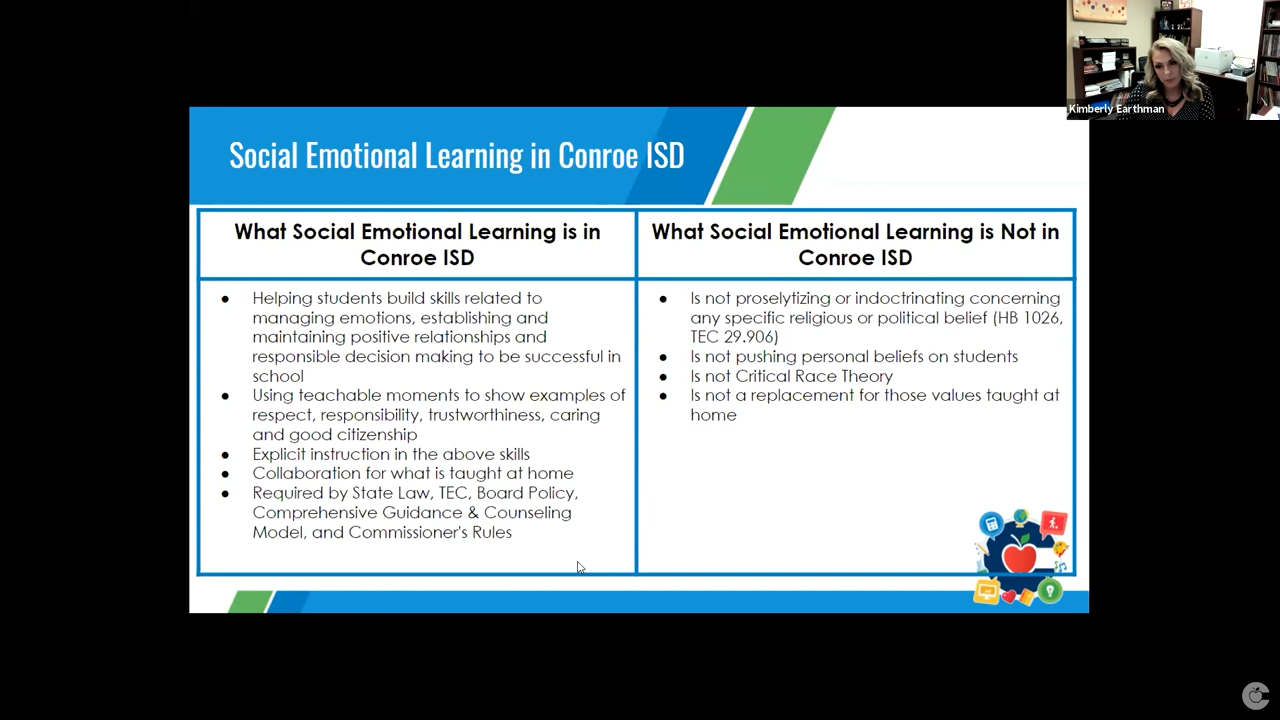 Kimberly Earthman
Social Emotional Learning in Conroe ISD
What Social Emotional Learning is in
Conroe ISD
● Helping students build skills related to
managing emotions, establishing and
maintaining positive relationships and
responsible decision making to be successful in
school
● Using teachable moments to show examples of
respect, responsibility, trustworthiness, caring
and good citizenship
● Explicit instruction in the above skills
● Collaboration for what is taught at home
● Required by State Law, TEC, Board Policy,
Comprehensive Guidance & Counseling
Model, and Commissioner's Rules
What Social Emotional Learning is Not in
Conroe ISD
● Is not proselytizing or indoctrinating concerning
any specific religious or political belief (HB 1026,
TEC 29.906)
● Is not pushing personal beliefs on students
● Is not Critical Race Theory
● Is not a replacement for those values taught at
home